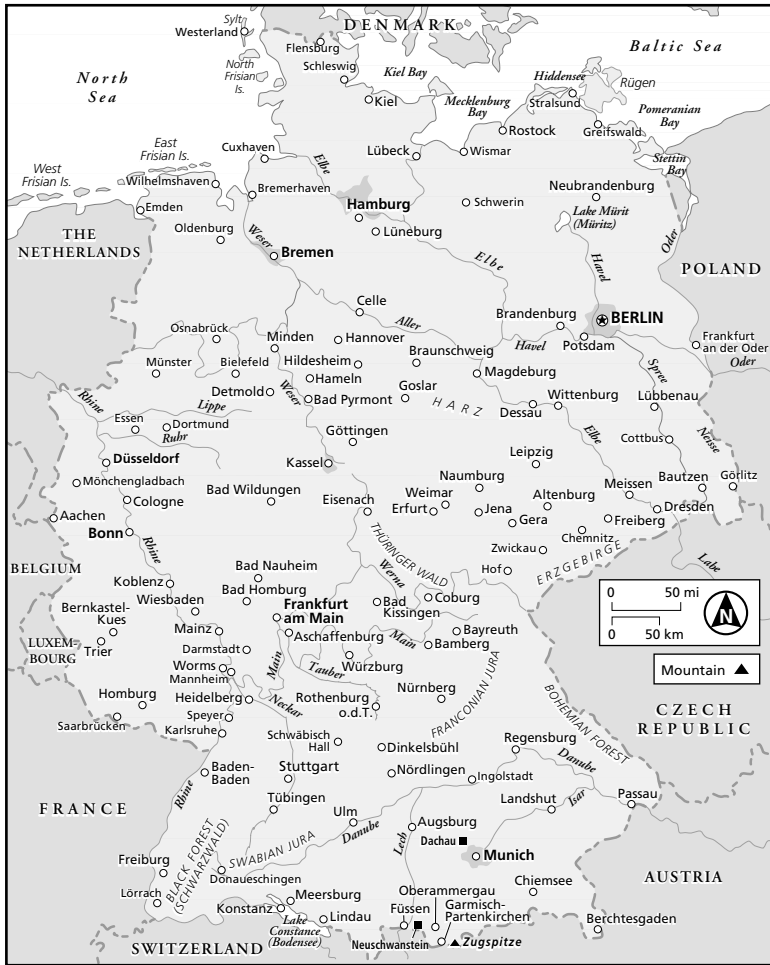 DENMARK
Sylt
Westerland
Flensburg
Baltic Sea
Schleswig
North
Sea
North
Frisian
Is.
Kiel Bay
Hiddensee
Rügen
Kiel
Mecklenburg
Bay
Stralsund
Pomeranian
Bay
Rostock
Greifswald
East
Frisian Is.
Cuxhaven
Elbe
Lübeck
Wismar
Stettin
Bay
West
Frisian Is.
Wilhelmshaven
Bremerhaven
Neubrandenburg
Emden
Hamburg
Schwerin
Lake Mürit
(Müritz)
THE
NETHERLANDS
Oldenburg
Weser
Lüneburg
Bremen
Elbe
Havel
Oder
POLAND
Celle
Aller
Brandenburg
BERLIN
Osnabrück
Minden
Hannover
Havel
Potsdam
Frankfurt
an der Oder
Oder
Münster
Bielefeld
Hildesheim
Braunschweig
Spree
Hameln
Magdeburg
Detmold
Weser
Bad Pyrmont
Goslar
HARZ
Dessau
Wittenburg
Lübbenau
Rhine
Lippe
Essen
Dortmund
Ruhr
Göttingen
Elbe
Cottbus
Neisse
Düsseldorf
Kassel
Leipzig
Mönchengladbach
Naumburg
Meissen
Bautzen
Görlitz
Cologne
Bad Wildungen
Eisenach
Weimar
Erfurt
Jena
Altenburg
Gera
Dresden
Freiberg
Aachen
Chemnitz
Bonn
Rhine
THÜRINGER WALD
Zwickau
ERZGEBIRGE
BELGIUM
Bad Nauheim
Werna
Hof
Labe
Koblenz
Bad Homburg
Wiesbaden
Coburg
Bernkastel-
Kues
Frankfurt
am Main
Bad
Kissingen
LUXEM-
BOURG
Trier
Mainz
Aschaffenburg
Main
Bayreuth
Bamberg
Darmstadt
Würzburg
Worms
Main
Tauber
Mannheim
Homburg
Heidelberg
Neckar
Rothenburg
o.d.T.
Nürnberg
FRANCONIAN JURA
BOHEMIAN FOREST
CZECH
REPUBLIC
Saarbrücken
Speyer
Karlsruhe
Schwäbisch
Hall
Dinkelsbühl
Regensburg
Danube
Baden-
Baden
Stuttgart
Nördlingen
Ingolstadt
Rhine
FRANCE
Tübingen
Landshut
Isar
Passau
Ulm
Danube
Augsburg
Lech
Dachau
Munich
BLACK FOREST
(SCHWARZWALD)
SWABIAN JURA
Freiburg
Donaueschingen
Chiemsee
AUSTRIA
Lörrach
Meersburg
Oberammergau
Garmisch-
Partenkirchen
Konstanz
Lindau
Füssen
Berchtesgaden
Lake
Constance
(Bodensee)
Neuschwanstein
Zugspitze
SWITZERLAND
0 50 mi
0 50 km
N
Mountain